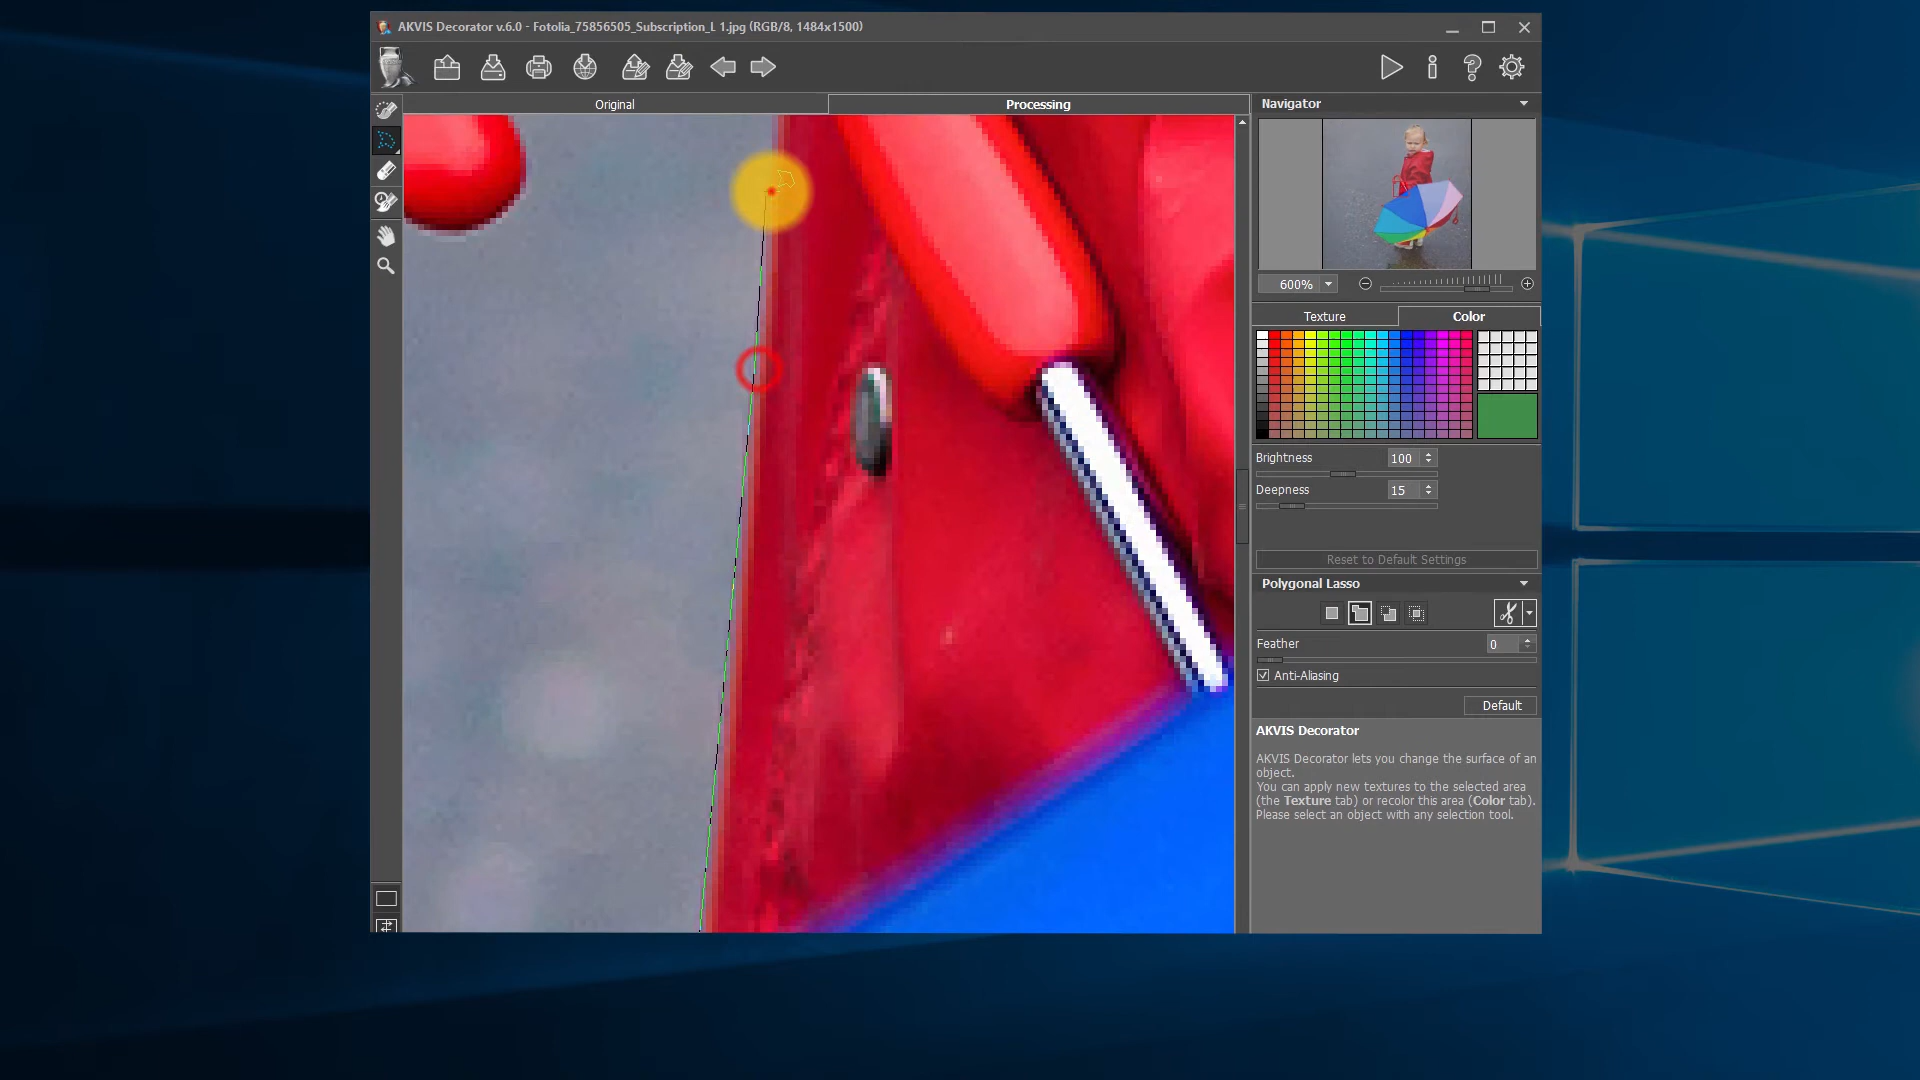 AKVIS Decorator v.6.0 - Fotolia_75856505_Subscription_L 1.jpg (RGB/8, 1484x1500)
Original
Processing
Navigator
600%
Texture
Color
Brightness
100
Deepness
15
Reset to Default Settings
Polygonal Lasso
Feather
0
Anti-Aliasing
Default
AKVIS Decorator
AKVIS Decorator lets you change the surface of an
object.
You can apply new textures to the selected area
(the Texture tab) or recolor this area (Color tab).
Please select an object with any selection tool.